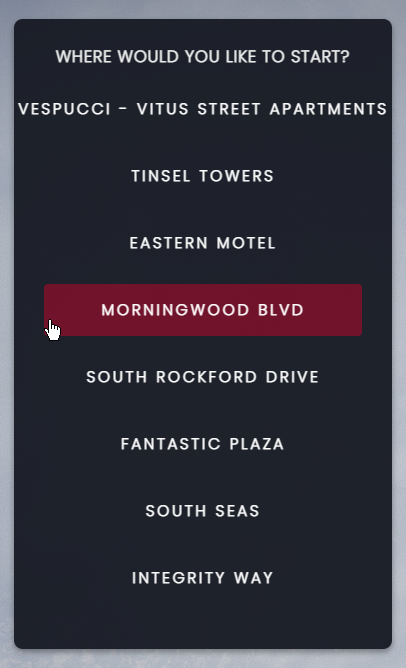 WHERE WOULD YOU LIKE TO START?
VESPUCCI - VITUS STREET APARTMENTS
TINSEL TOWERS
EASTERN MOTEL
MORNINGWOOD BLVD
SOUTH ROCKFORD DRIVE
FANTASTIC PLAZA
SOUTH SEAS
INTEGRITY WAY